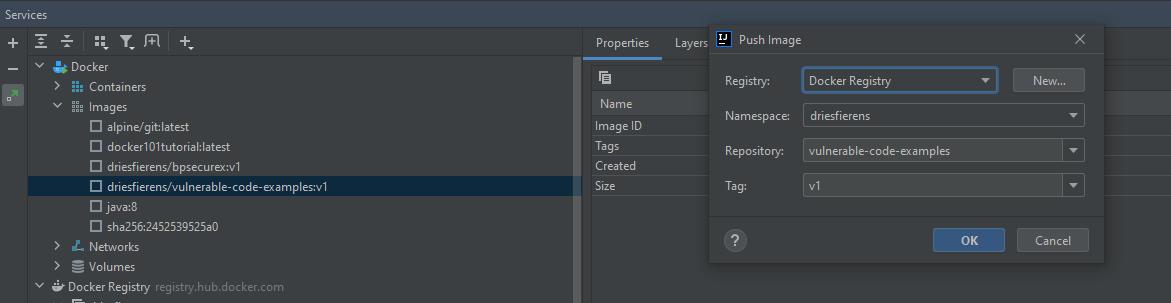 Services
Docker
Containers
Images
alpine/git:latest
docker101tutorial:latest
driesfierens/bpsecurex:v1
driesfierens/vulnerable-code-examples:v1
java:8
sha256:2452539525a0
Networks
Volumes
Docker Registry registry.hub.docker.com
Properties
Layers
Name
Image ID
Tags
Created
Size
IJ Push Image
Registry: Docker Registry New...
Namespace: driesfierens
Repository: vulnerable-code-examples
Tag: v1
? OK Cancel